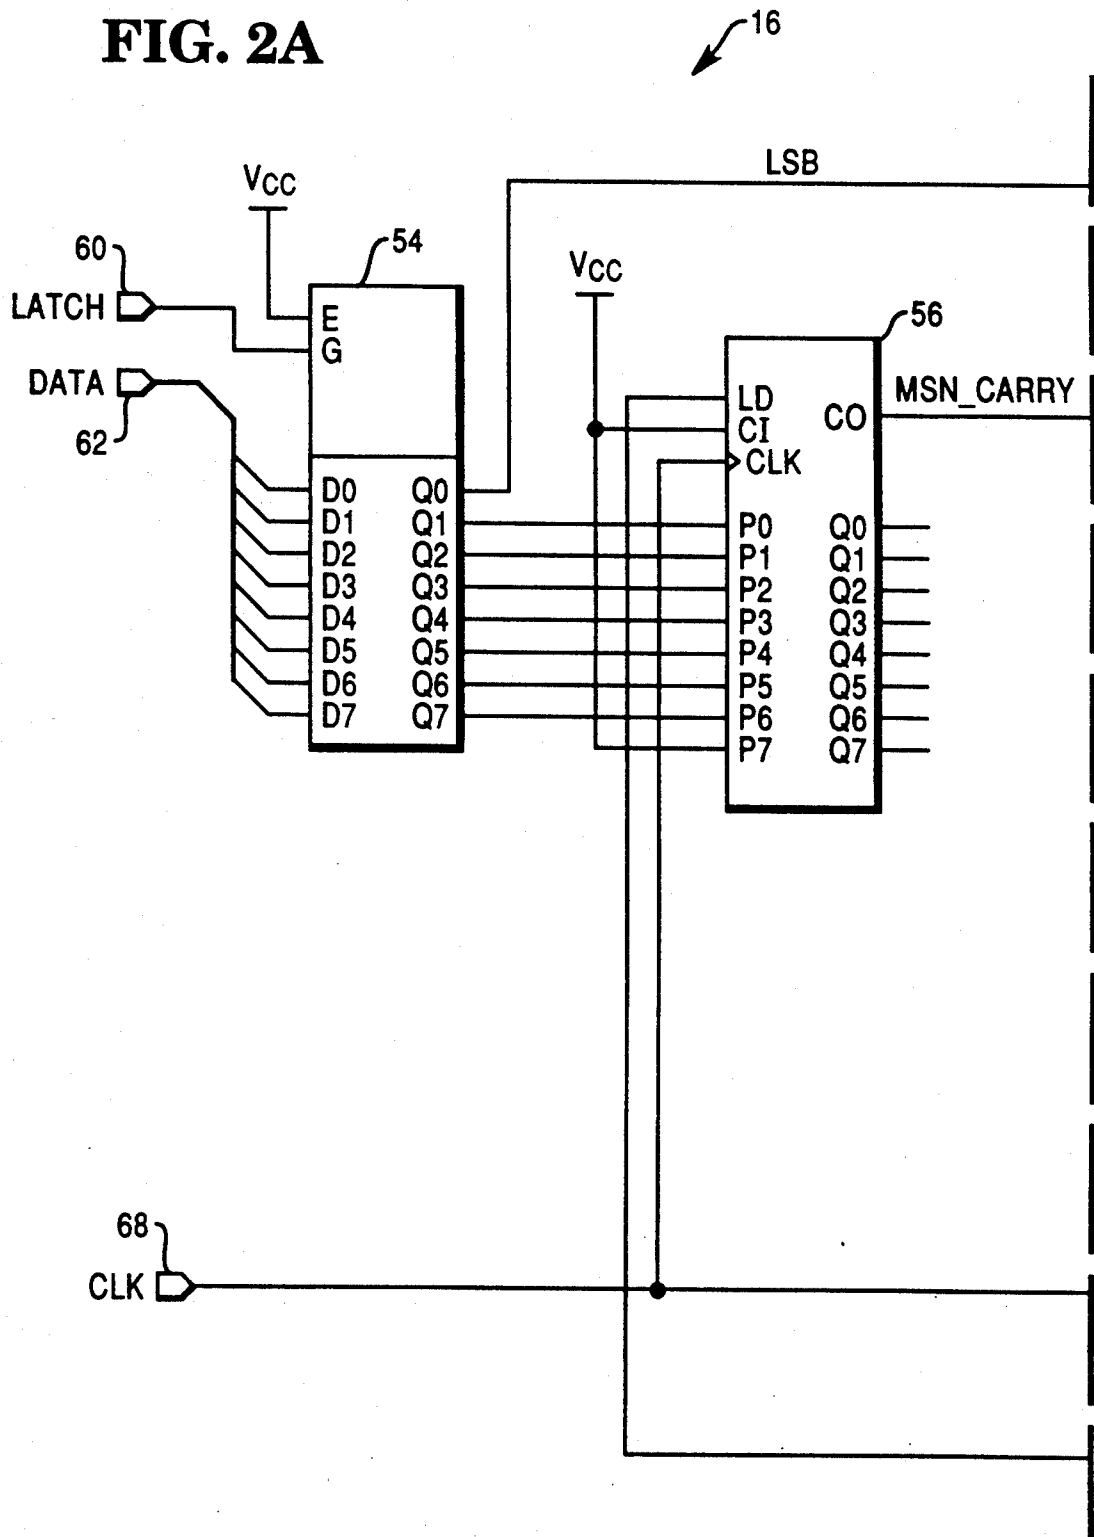 FIG. 2A
16
LSB
VCC
60
54
LATCH
VCC
E
G
56
DATA
62
LD
CI
CLK
CO
MSN_CARRY
D0 Q0
D1 Q1
D2 Q2
D3 Q3
D4 Q4
D5 Q5
D6 Q6
D7 Q7
P0 Q0
P1 Q1
P2 Q2
P3 Q3
P4 Q4
P5 Q5
P6 Q6
P7 Q7
68
CLK